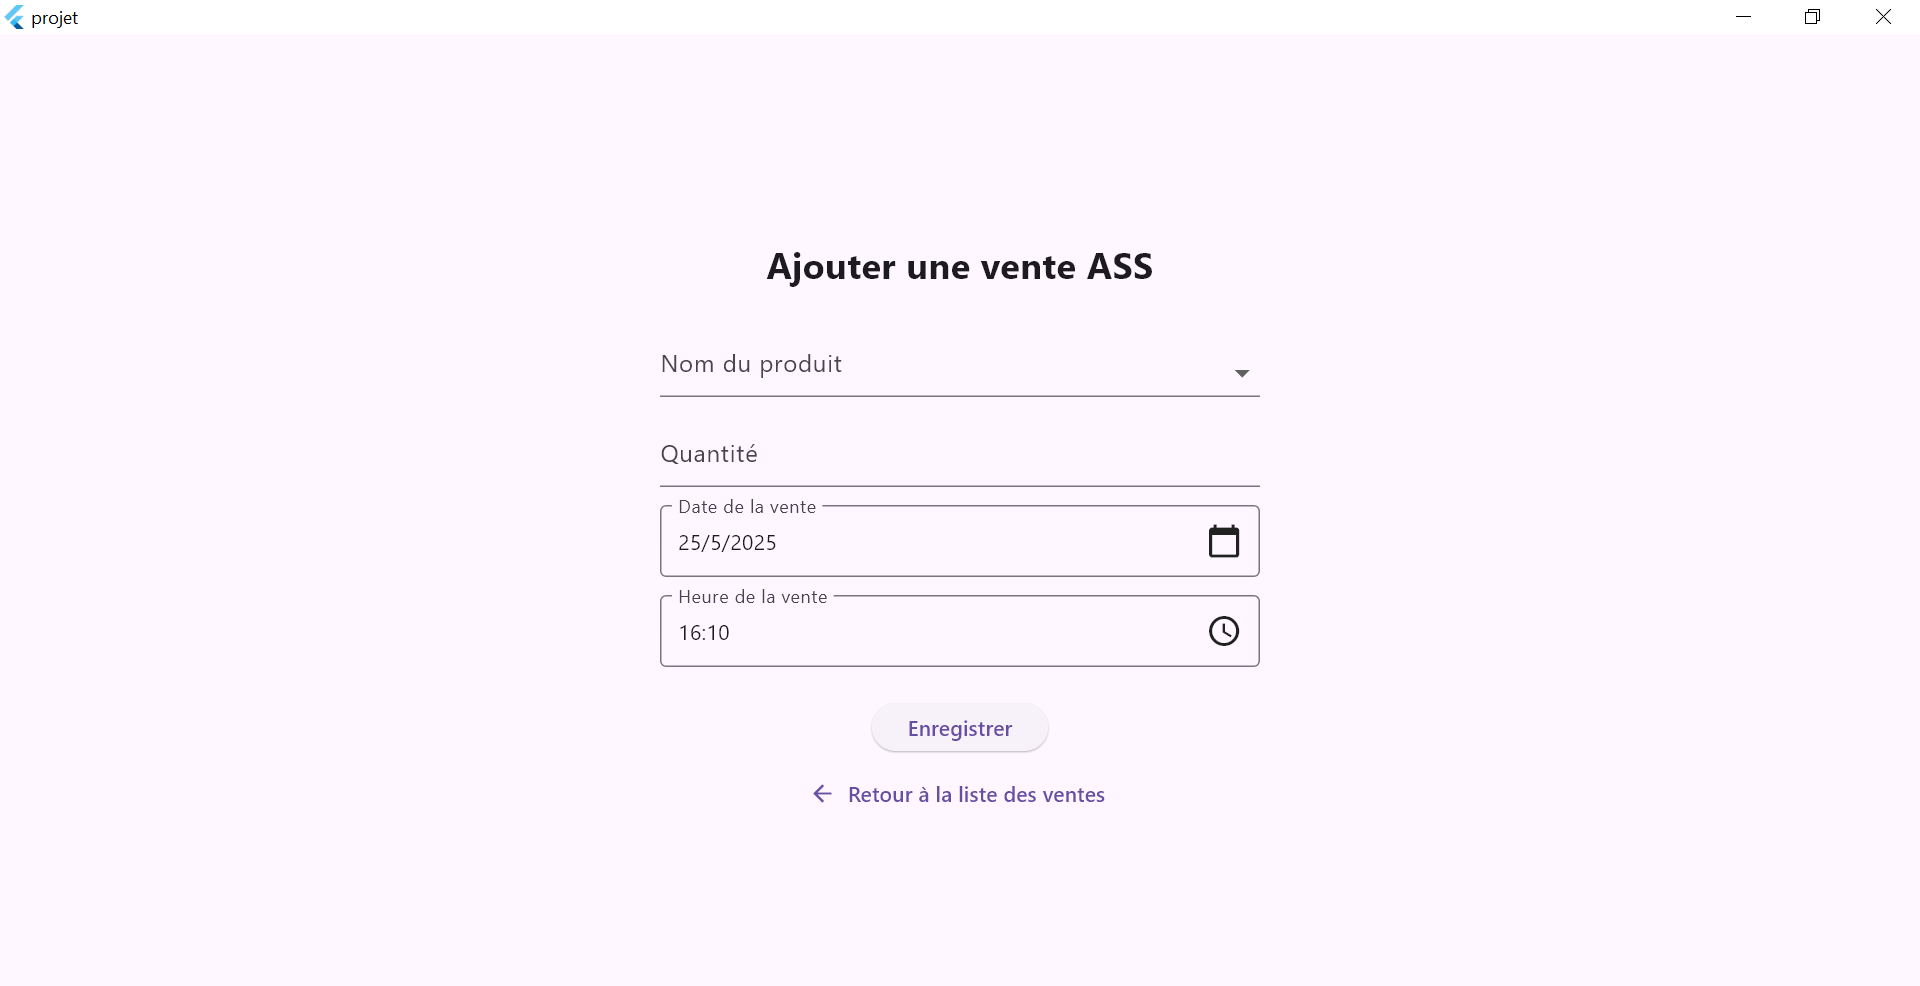 projet
Ajouter une vente ASS
Nom du produit
Quantité
Date de la vente
25/5/2025
Heure de la vente
16:10
Enregistrer
Retour à la liste des ventes